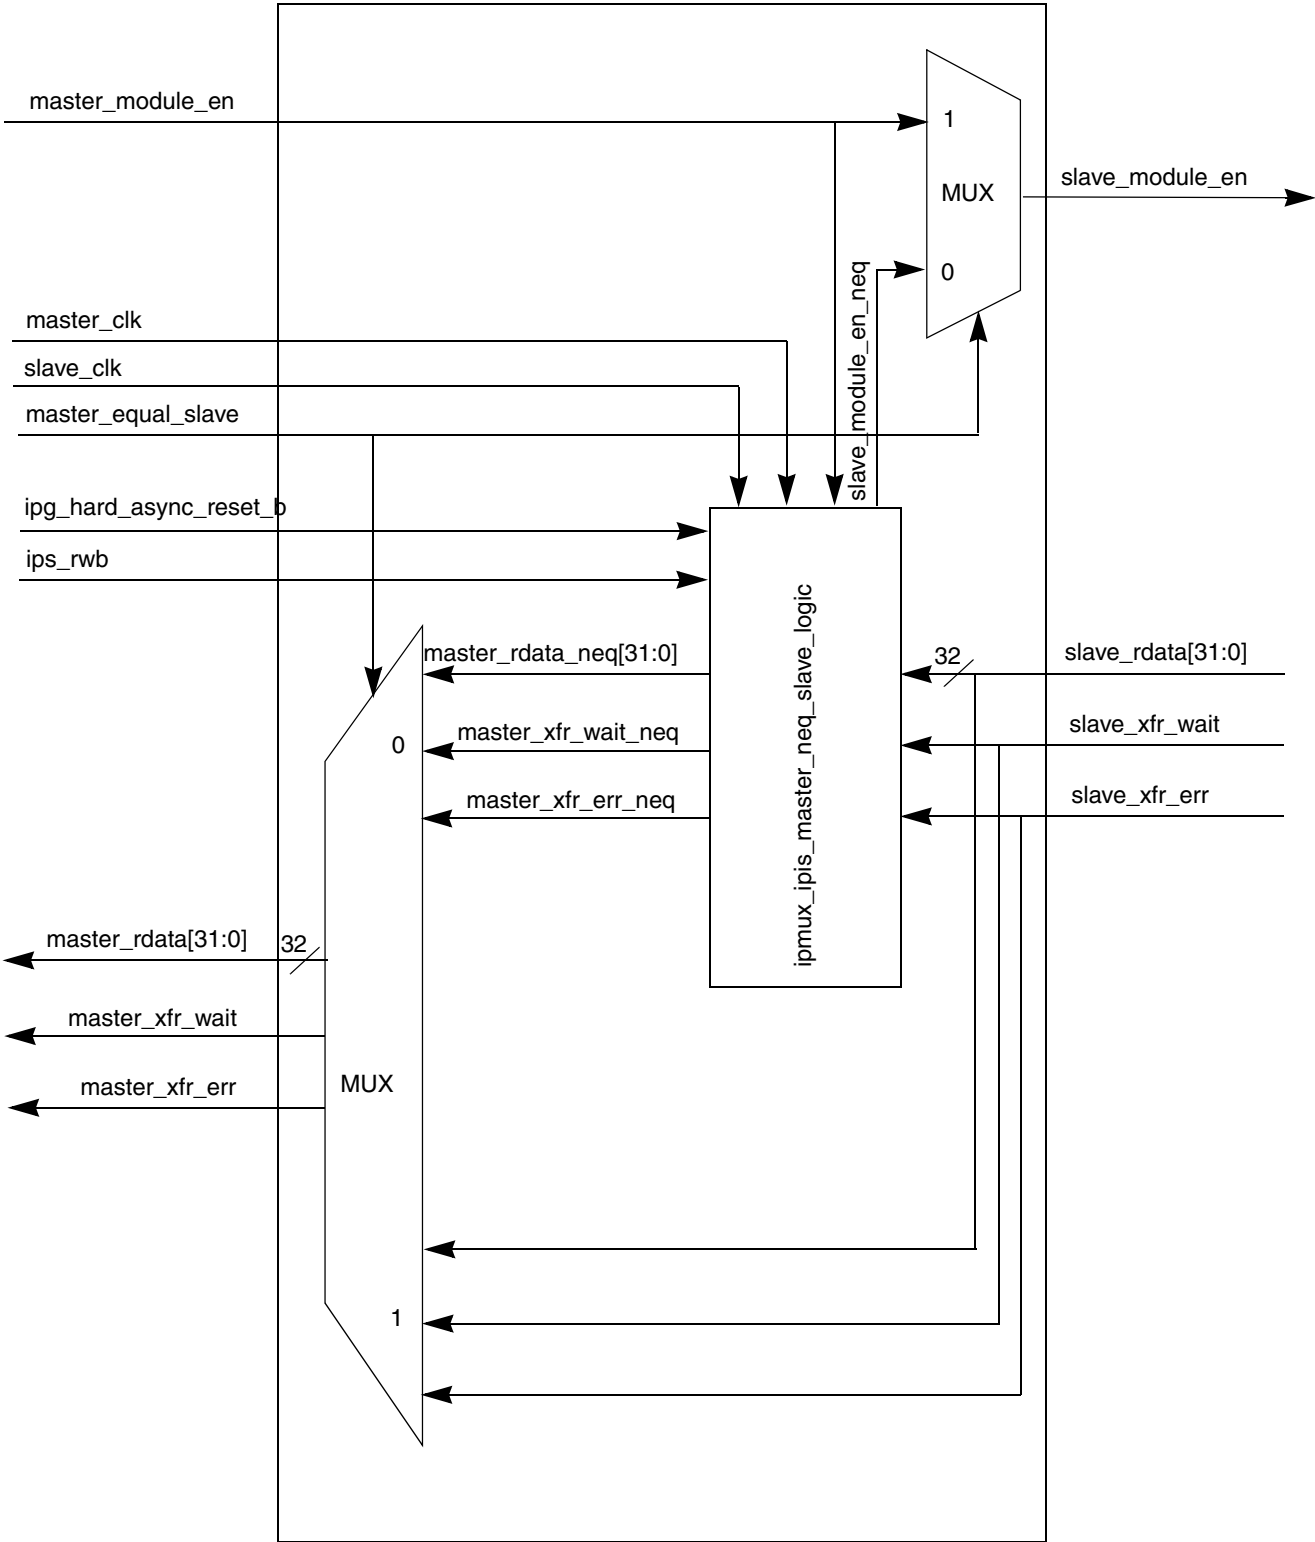 master_module_en
1
slave_module_en
MUX
slave_module_en_neq
0
master_clk
slave_clk
master_equal_slave
ipg_hard_async_reset_b
ips_rwb
ipmux_ipis_master_neq_slave_logic
master_rdata_neq[31:0]
32
slave_rdata[31:0]
0
master_xfr_wait_neq
slave_xfr_wait
master_xfr_err_neq
slave_xfr_err
master_rdata[31:0]
32
master_xfr_wait
MUX
master_xfr_err
1